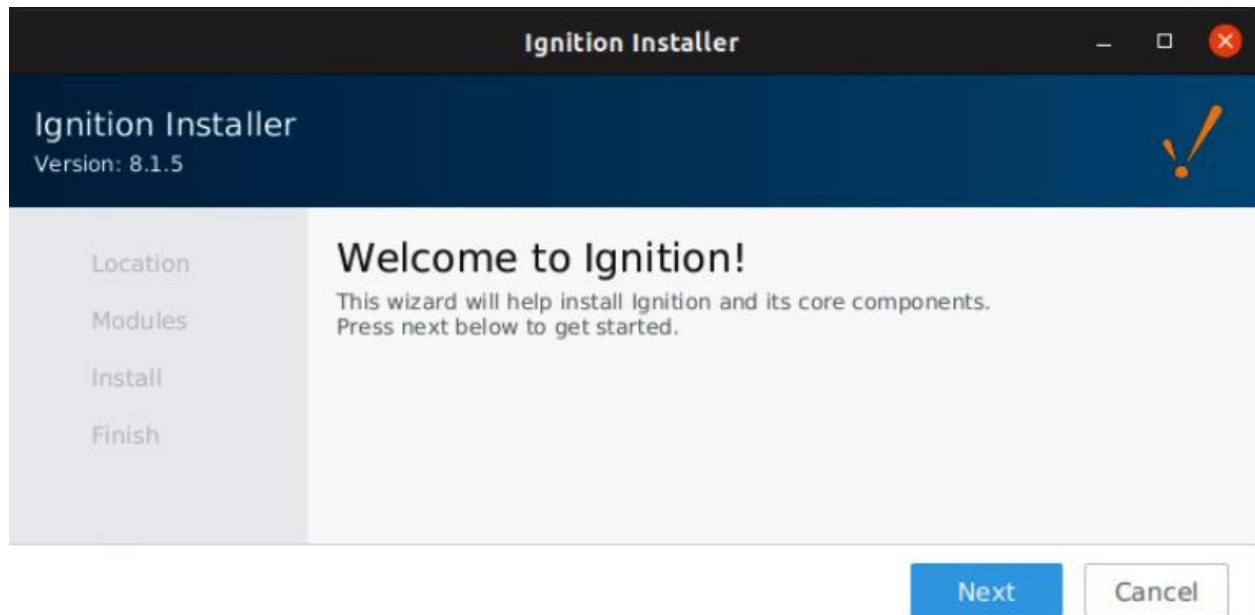 Ignition Installer
Ignition Installer
Version: 8.1.5
Location
Modules
Install
Finish
Welcome to Ignition!
This wizard will help install Ignition and its core components.
Press next below to get started.
Next
Cancel